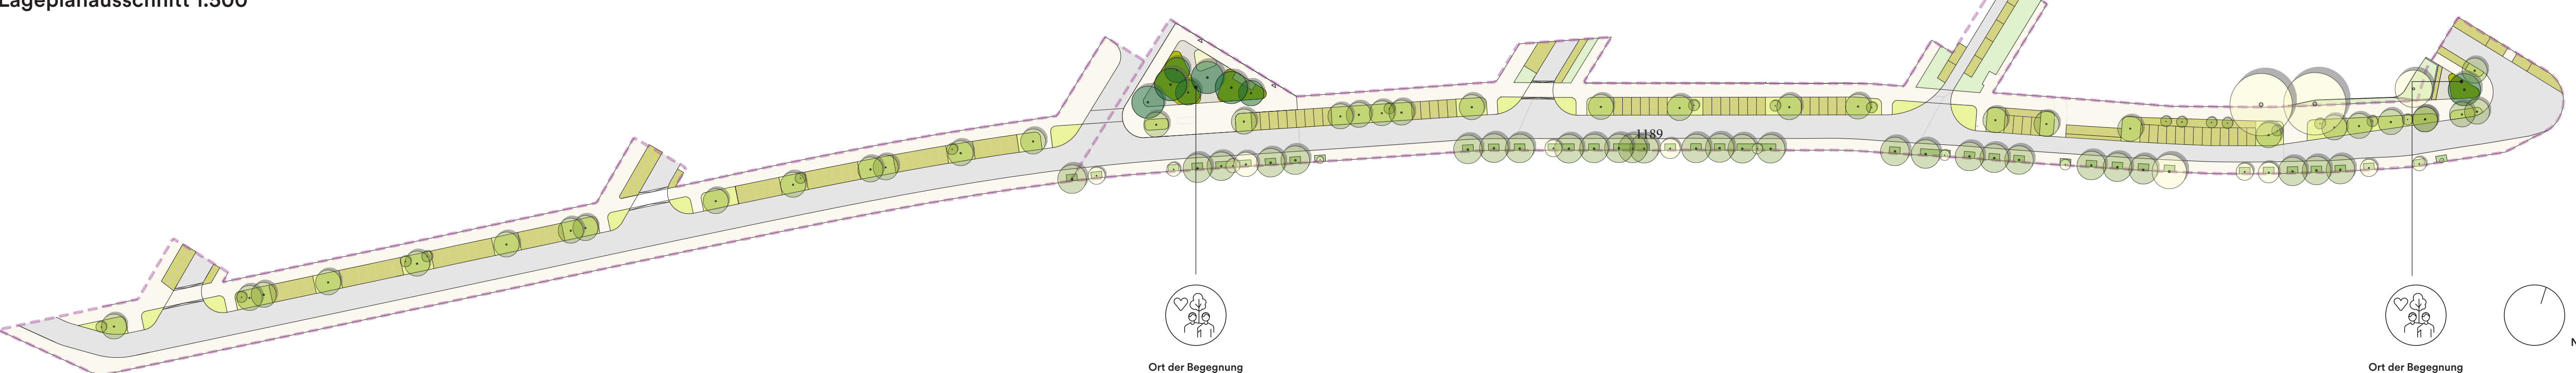 Lageplanausschnitt 1:500
1189
Ort der Begegnung
Ort der Begegnung
N